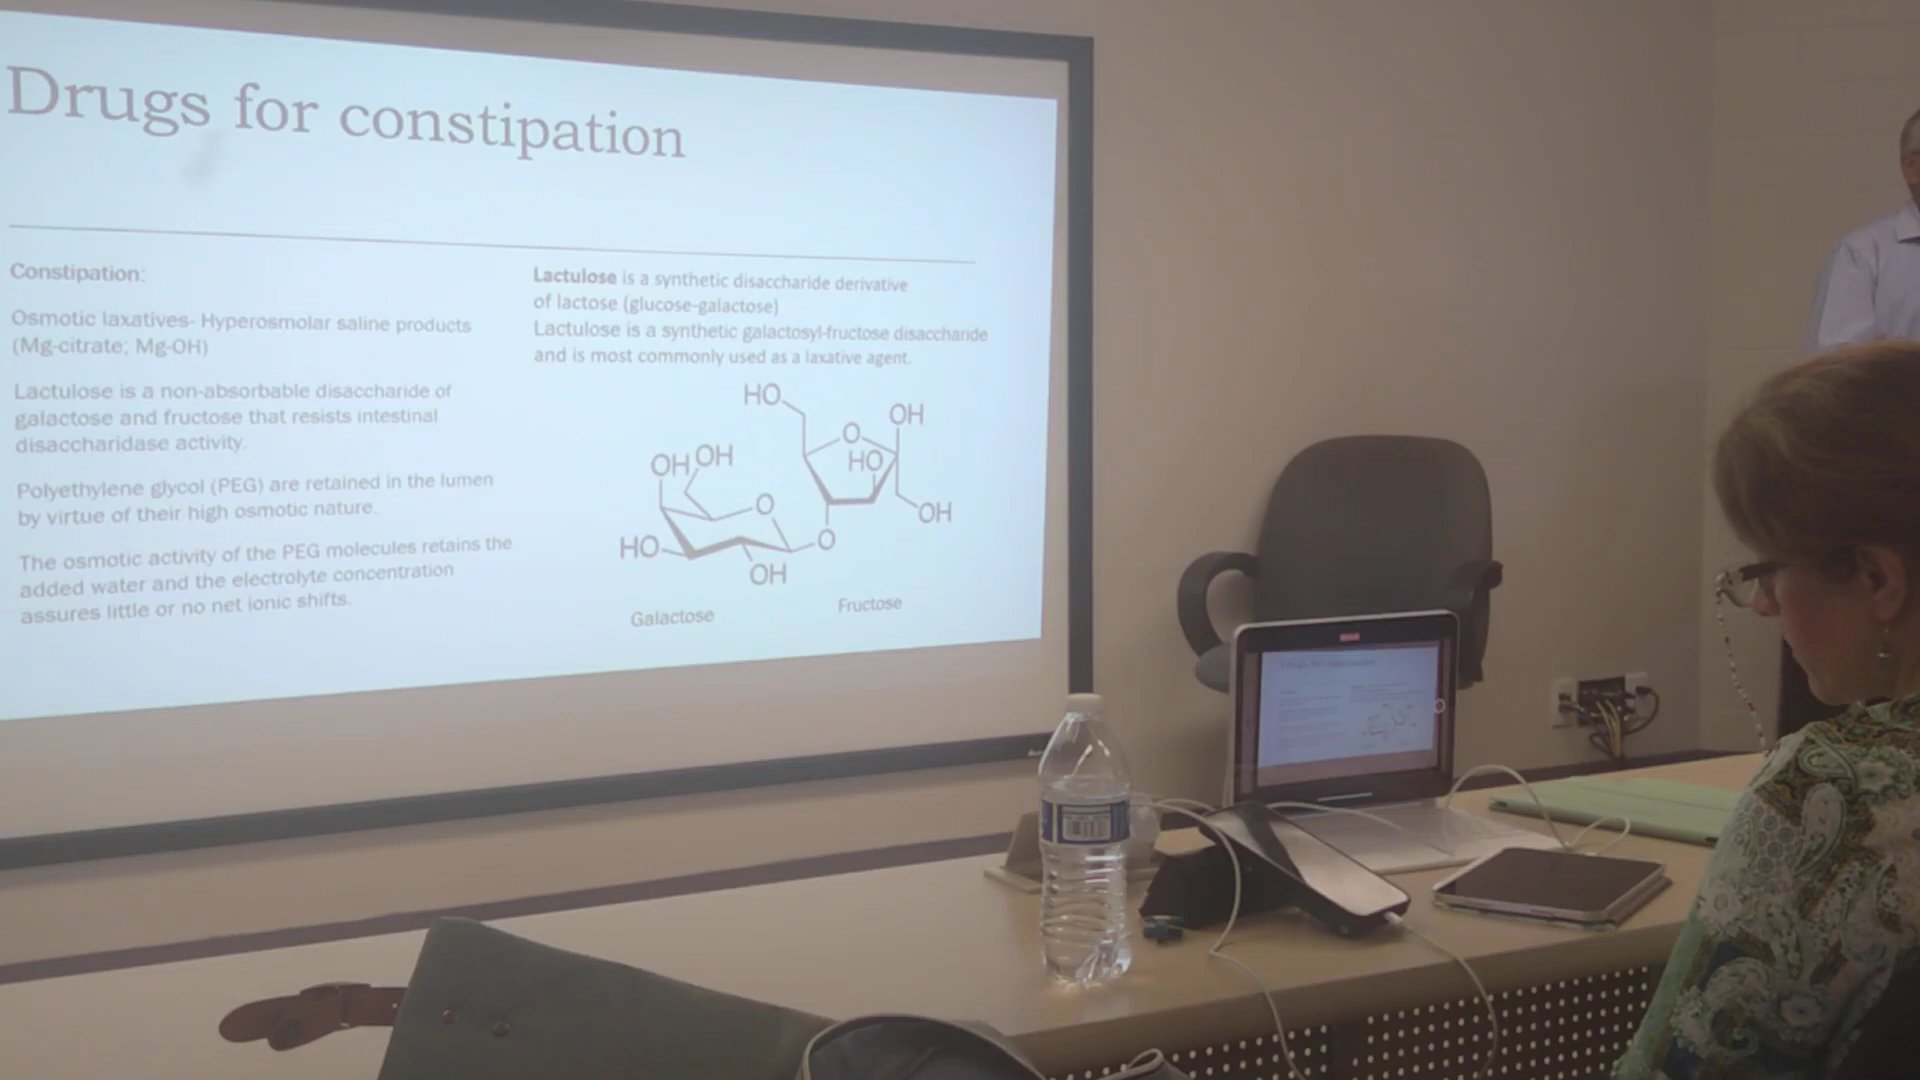 Drugs for constipation
Constipation:
Osmotic laxatives- Hyperosmolar saline products
(Mg-citrate; Mg-OH)
Lactulose is a non-absorbable disaccharide of
galactose and fructose that resists intestinal
disaccharidase activity.
Polyethylene glycol (PEG) are retained in the lumen
by virtue of their high osmotic nature.
The osmotic activity of the PEG molecules retains the
added water and the electrolyte concentration
assures little or no net ionic shifts.
Lactulose is a synthetic disaccharide derivative
of lactose (glucose-galactose)
Lactulose is a synthetic galactosyl-fructose disaccharide
and is most commonly used as a laxative agent.
HO
OH
O
HO
OH OH
O
OH
HO
O
OH
Galactose
Fructose